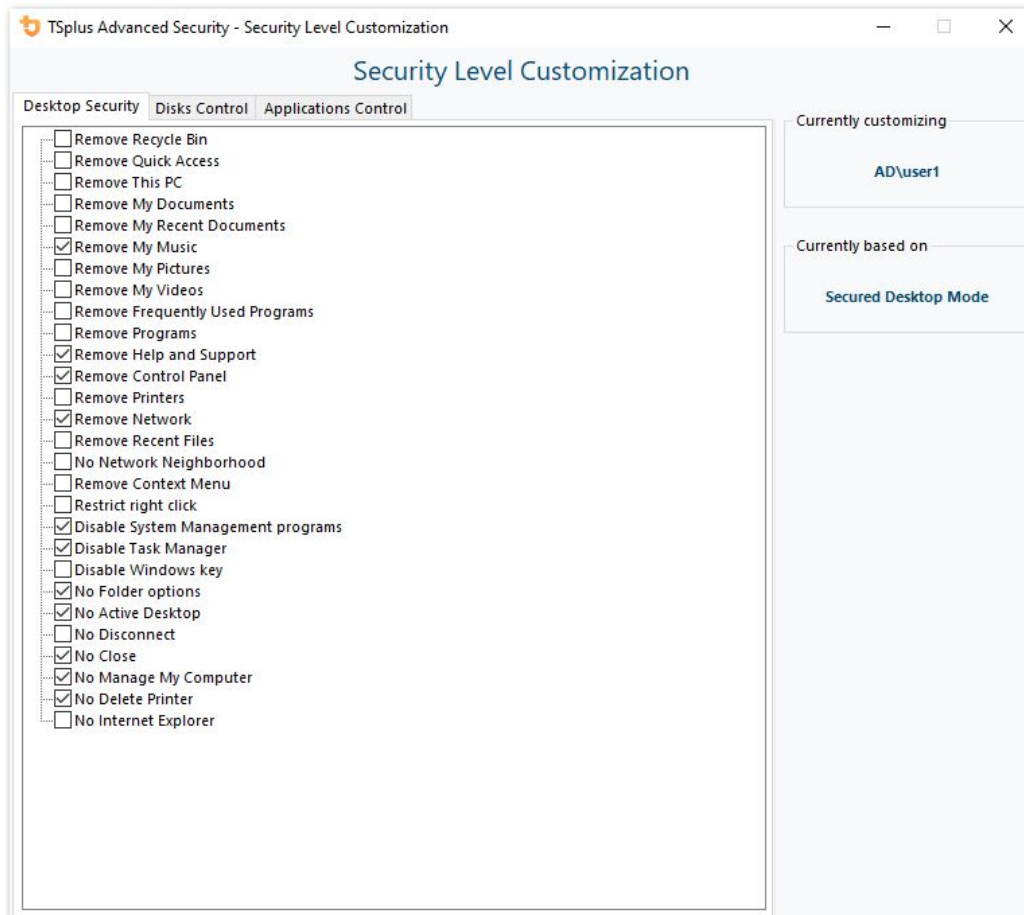 TSplus Advanced Security - Security Level Customization
Security Level Customization
Desktop Security Disks Control Applications Control
Remove Recycle Bin
Remove Quick Access
Remove This PC
Remove My Documents
Remove My Recent Documents
Remove My Music
Remove My Pictures
Remove My Videos
Remove Frequently Used Programs
Remove Programs
Remove Help and Support
Remove Control Panel
Remove Printers
Remove Network
Remove Recent Files
No Network Neighborhood
Remove Context Menu
Restrict right click
Disable System Management programs
Disable Task Manager
Disable Windows key
No Folder options
No Active Desktop
No Disconnect
No Close
No Manage My Computer
No Delete Printer
No Internet Explorer
Currently customizing
AD\user1
Currently based on
Secured Desktop Mode